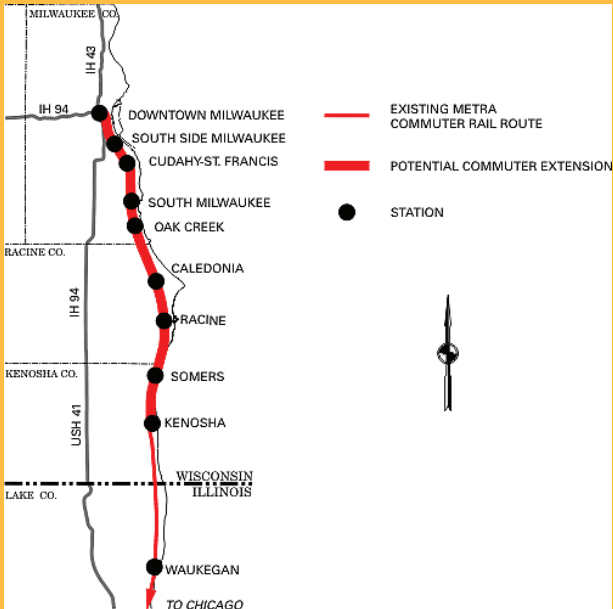 MILWAUKEE CO.
IH 43
IH 94
DOWNTOWN MILWAUKEE
SOUTH SIDE MILWAUKEE
CUDAHY-ST. FRANCIS
SOUTH MILWAUKEE
OAK CREEK
RACINE CO.
CALEDONIA
IH 94
RACINE
KENOSHA CO.
SOMERS
USH 41
KENOSHA
WISCONSIN
ILLINOIS
LAKE CO.
WAUKEGAN
TO CHICAGO
EXISTING METRA
COMMUTER RAIL ROUTE
POTENTIAL COMMUTER EXTENSION
STATION